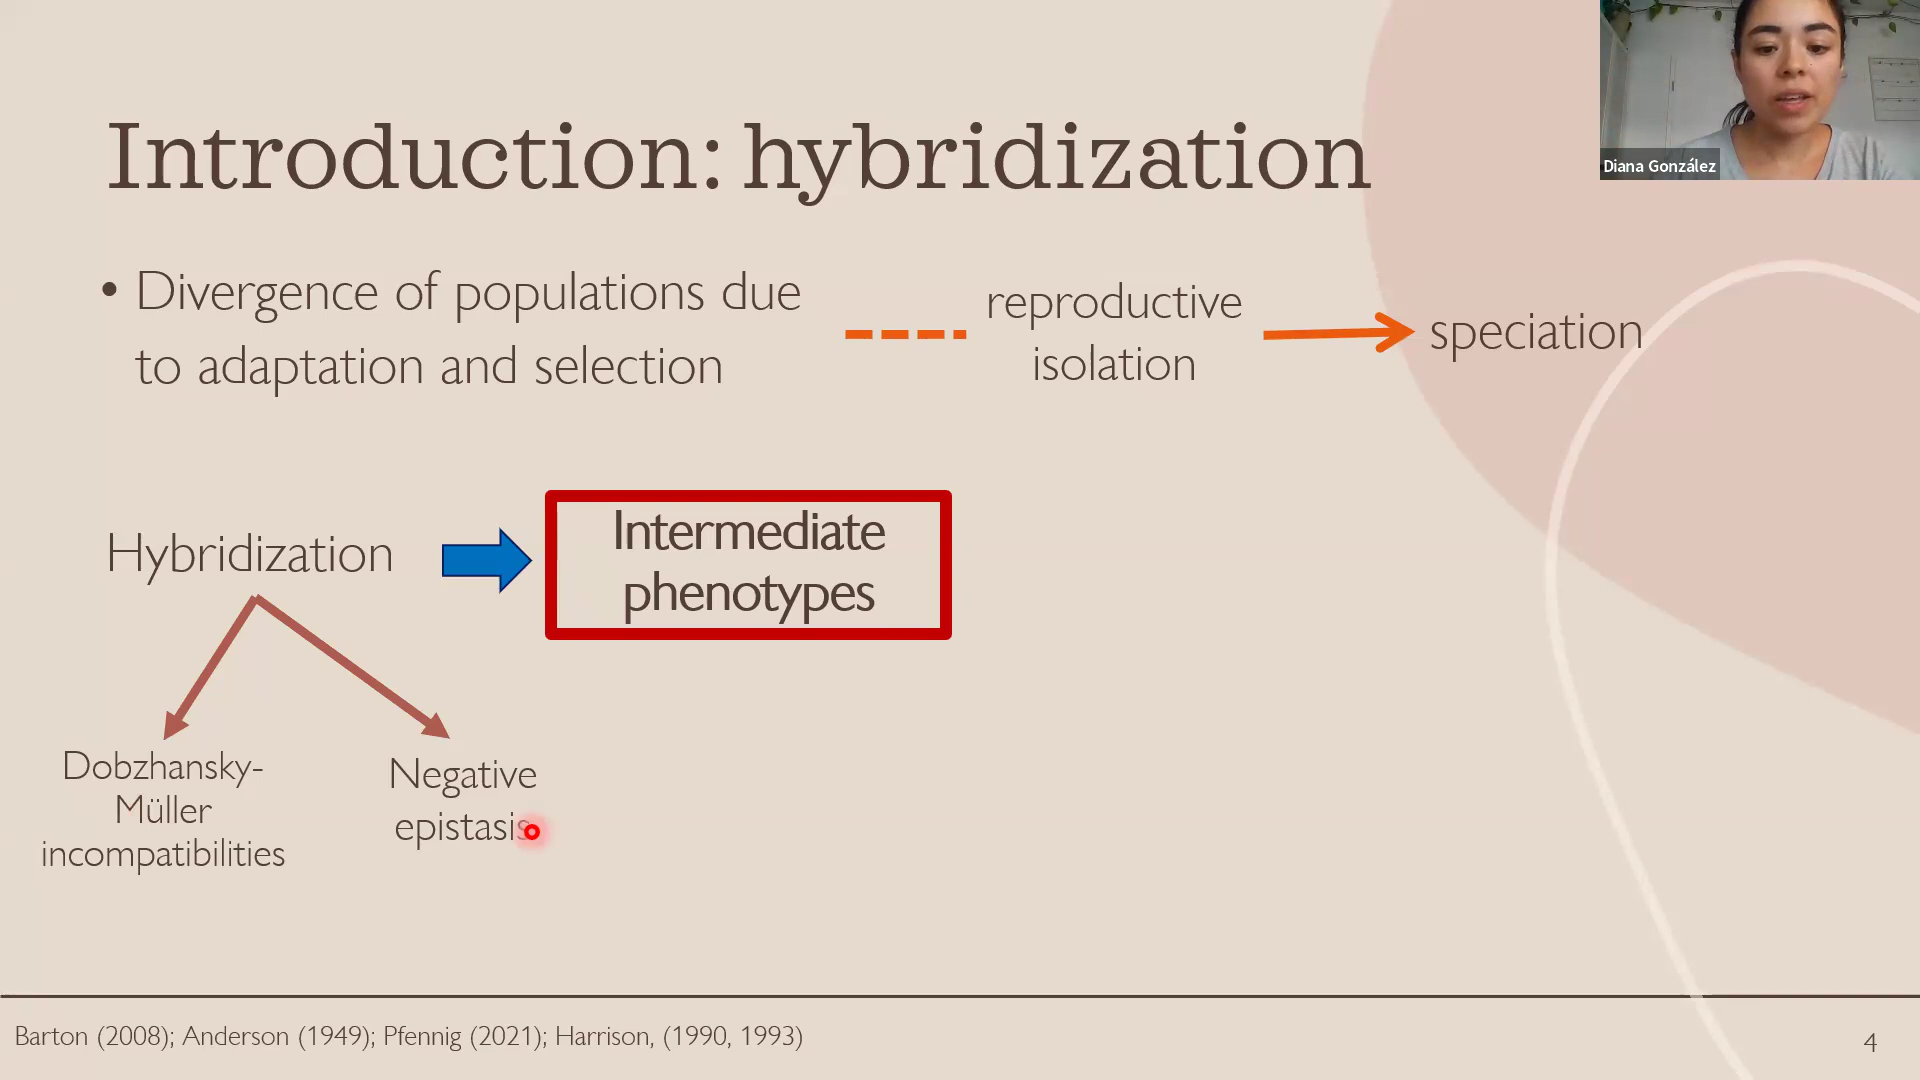 Introduction: hybridization
Diana González
• Divergence of populations due
to adaptation and selection
reproductive
isolation
speciation
Hybridization
Intermediate
phenotypes
Dobzhansky-
Müller
incompatibilities
Negative
epistasis
Barton (2008); Anderson (1949); Pfennig (2021); Harrison, (1990, 1993)
4